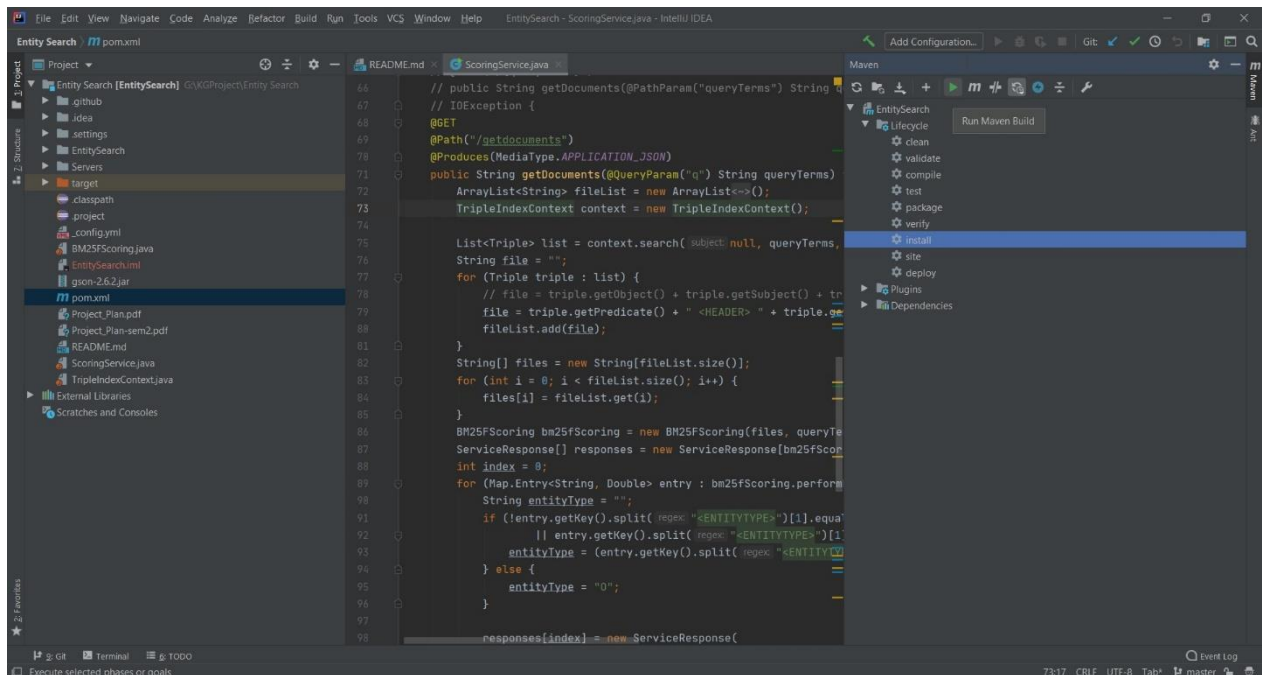 File Edit View Navigate Code Analyze Refactor Build Run Tools VCS Window Help EntitySearch - ScoringService.java - IntelliJ IDEA
Entity Search m pom.xml
Add Configuration... Git:
Project
README.md
ScoringService.java
Maven
Entity Search [EntitySearch] G:\KGProject\Entity Search
.github
.idea
.settings
EntitySearch
Servers
target
.classpath
.project
_config.yml
BM25FScoring.java
EntitySearch.iml
gson-2.6.2.jar
m pom.xml
Project_Plan.pdf
Project_Plan-sem2.pdf
README.md
ScoringService.java
TripleIndexContext.java
External Libraries
Scratches and Consoles
66 // public String getDocuments(@PathParam("queryTerms") String q
67 // IOException {
68 @GET
69 @Path("/getdocuments")
70 @Produces(MediaType.APPLICATION_JSON)
71 public String getDocuments(@QueryParam("q") String queryTerms)
72 ArrayList<String> fileList = new ArrayList<~>();
73 TripleIndexContext context = new TripleIndexContext();
74
75 List<Triple> list = context.search( subject: null, queryTerms,
76 String file = "";
77 for (Triple triple : list) {
78 // file = triple.getObject() + triple.getSubject() + tr
79 file = triple.getPredicate() + " <HEADER> " + triple.ge
80 fileList.add(file);
81 }
82 String[] files = new String[fileList.size()];
83 for (int i = 0; i < fileList.size(); i++) {
84 files[i] = fileList.get(i);
85 }
86 BM25FScoring bm25fScoring = new BM25FScoring(files, queryTe
87 ServiceResponse[] responses = new ServiceResponse[bm25fScor
88 int index = 0;
89 for (Map.Entry<String, Double> entry : bm25fScoring.perform
90 String entityType = "";
91 if (!entry.getKey().split( regex: "<ENTITYTYPE>")[1].equal
92 || entry.getKey().split( regex: "<ENTITYTYPE>")[1]
93 entityType = (entry.getKey().split( regex: "<ENTITYTY
94 } else {
95 entityType = "O";
96 }
97
98 responses[index] = new ServiceResponse(
EntitySearch
Lifecycle
Run Maven Build
clean
validate
compile
test
package
verify
install
site
deploy
Plugins
Dependencies
1: Project
2: Structure
2: Favorites
Maven
Ant
9: Git Terminal 6: TODO
Event Log
Execute selected phases or goals
73:17 CRLF UTF-8 Tab* master